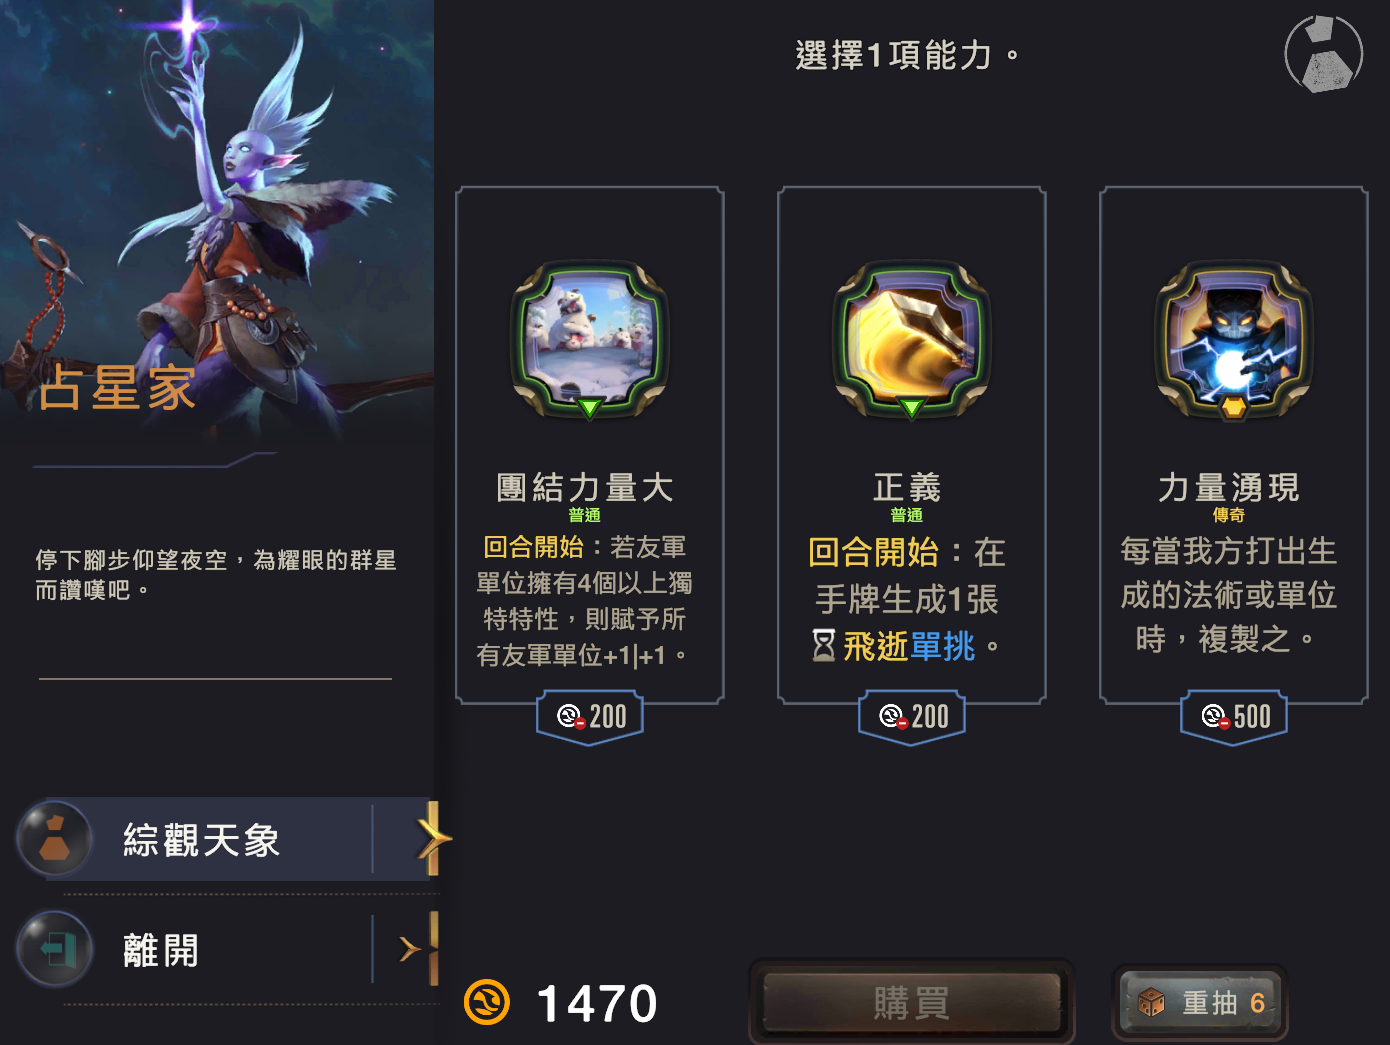 選擇1項能力。
占星家
停下腳步仰望夜空，為耀眼的群星
而讚嘆吧。
綜觀天象
離開
團結力量大
普通
回合開始：若友軍
單位擁有4個以上獨
特特性，則賦予所
有友軍單位+1|+1。
200
正義
普通
回合開始：在
手牌生成1張
飛逝單挑。
200
力量湧現
傳奇
每當我方打出生
成的法術或單位
時，複製之。
500
1470
購買
重抽 6